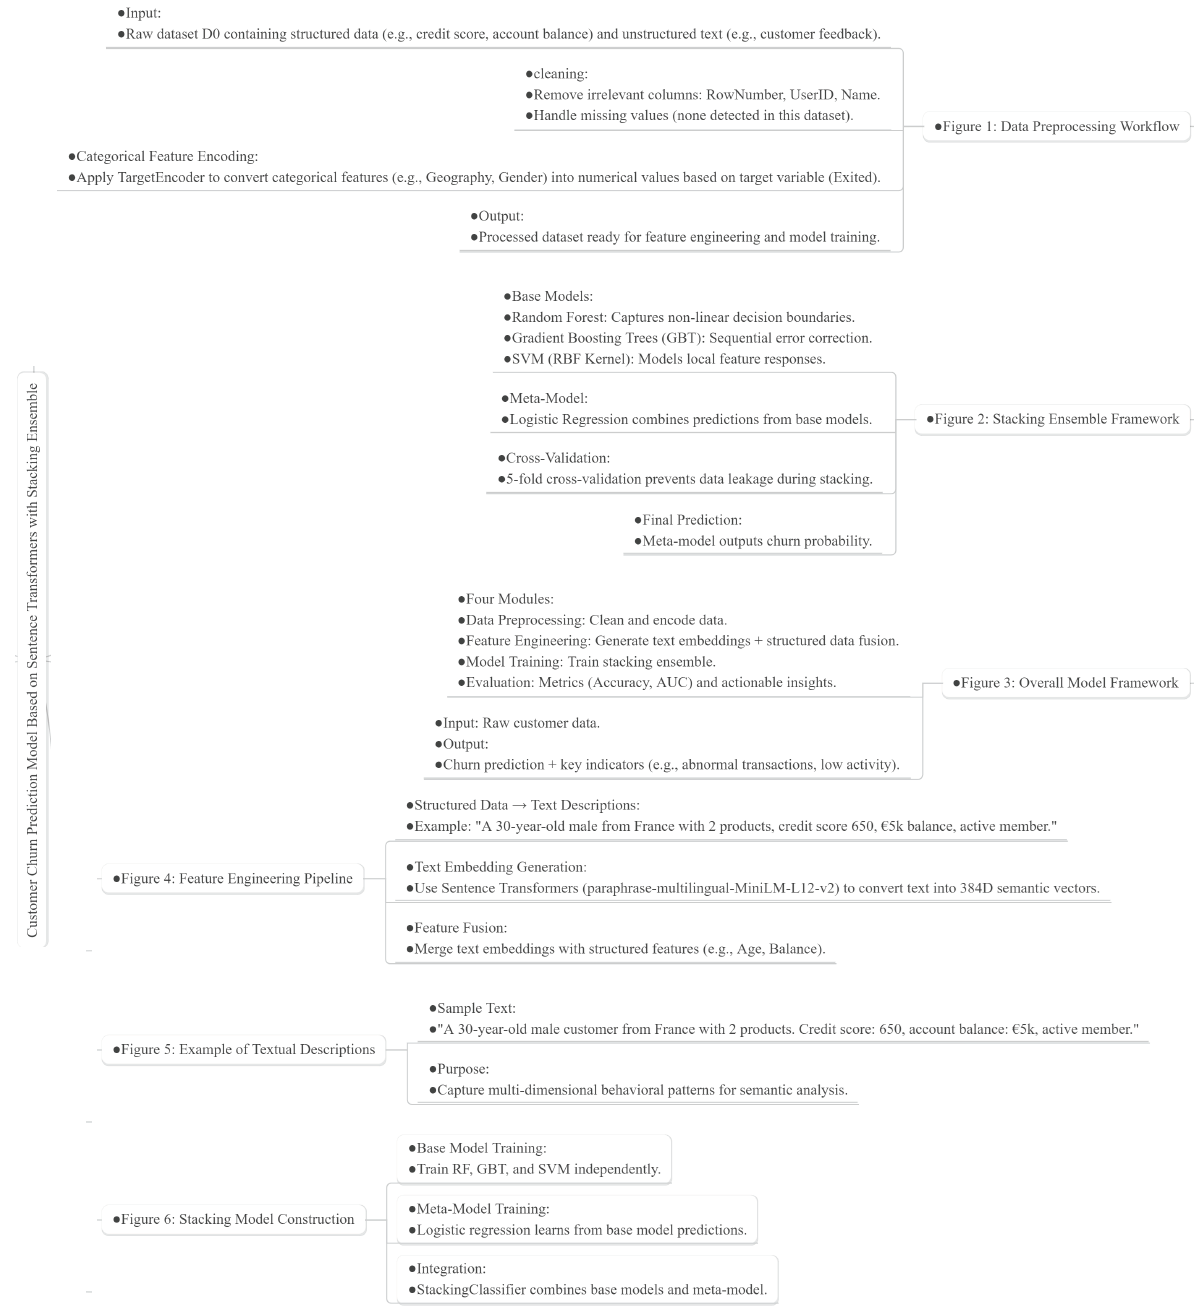 ●Input:
●Raw dataset D0 containing structured data (e.g., credit score, account balance) and unstructured text (e.g., customer feedback).
●cleaning:
●Remove irrelevant columns: RowNumber, UserID, Name.
●Handle missing values (none detected in this dataset).
●Figure 1: Data Preprocessing Workflow
●Categorical Feature Encoding:
●Apply TargetEncoder to convert categorical features (e.g., Geography, Gender) into numerical values based on target variable (Exited).
●Output:
●Processed dataset ready for feature engineering and model training.
●Base Models:
●Random Forest: Captures non-linear decision boundaries.
●Gradient Boosting Trees (GBT): Sequential error correction.
●SVM (RBF Kernel): Models local feature responses.
●Meta-Model:
●Logistic Regression combines predictions from base models.
●Figure 2: Stacking Ensemble Framework
●Cross-Validation:
●5-fold cross-validation prevents data leakage during stacking.
●Final Prediction:
●Meta-model outputs churn probability.
Customer Churn Prediction Model Based on Sentence Transformers with Stacking Ensemble
●Four Modules:
●Data Preprocessing: Clean and encode data.
●Feature Engineering: Generate text embeddings + structured data fusion.
●Model Training: Train stacking ensemble.
●Evaluation: Metrics (Accuracy, AUC) and actionable insights.
●Figure 3: Overall Model Framework
●Input: Raw customer data.
●Output:
●Churn prediction + key indicators (e.g., abnormal transactions, low activity).
●Structured Data → Text Descriptions:
●Example: "A 30-year-old male from France with 2 products, credit score 650, €5k balance, active member."
●Figure 4: Feature Engineering Pipeline
●Text Embedding Generation:
●Use Sentence Transformers (paraphrase-multilingual-MiniLM-L12-v2) to convert text into 384D semantic vectors.
●Feature Fusion:
●Merge text embeddings with structured features (e.g., Age, Balance).
●Sample Text:
●"A 30-year-old male customer from France with 2 products. Credit score: 650, account balance: €5k, active member."
●Figure 5: Example of Textual Descriptions
●Purpose:
●Capture multi-dimensional behavioral patterns for semantic analysis.
●Base Model Training:
●Train RF, GBT, and SVM independently.
●Figure 6: Stacking Model Construction
●Meta-Model Training:
●Logistic regression learns from base model predictions.
●Integration:
●StackingClassifier combines base models and meta-model.